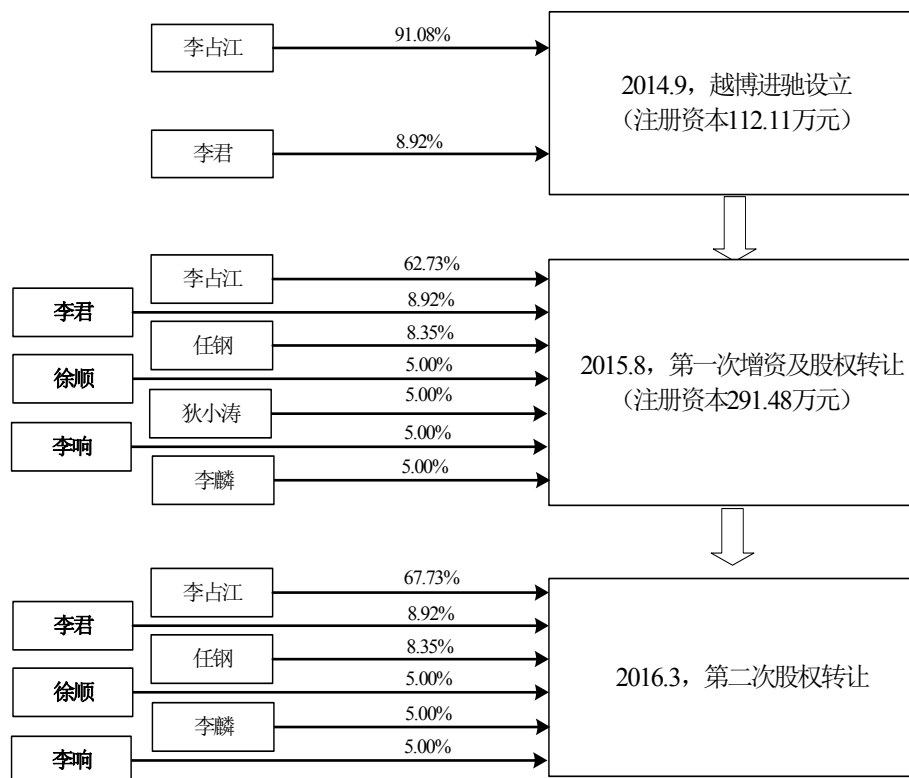 李占江
91.08%
2014.9，越博进驰设立
（注册资本112.11万元）
李君
8.92%
李占江
62.73%
李君
8.92%
任钢
8.35%
徐顺
5.00%
2015.8，第一次增资及股权转让
（注册资本291.48万元）
狄小涛
5.00%
李响
5.00%
李麟
5.00%
李占江
67.73%
李君
8.92%
任钢
8.35%
徐顺
5.00%
2016.3，第二次股权转让
李麟
5.00%
李响
5.00%